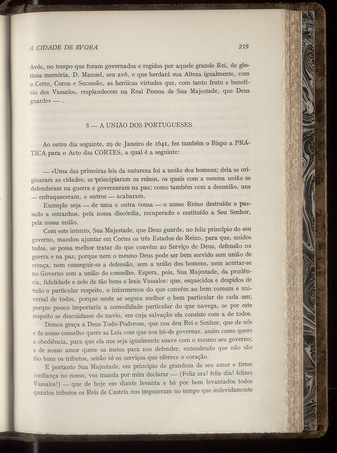 A CIDADE DE EVORA 219
Avós, no tempo que foram governados e regidos por aquele grande Rei, de glo-
riosa memória, D. Manuel, seu avô, e que herdará sua Alteza igualmente, com
o Cetro, Coroa e Sucessão, as heróicas virtudes que, com tanto fruto e benefí-
cio dos Vassalos, resplandecem na Real Pessoa de Sua Majestade, que Deus
guarde» — .
8 — A UNIÃO DOS PORTUGUESES
Ao outro dia seguinte, 29 de Janeiro de 1641, fez também o Bispo a PRÁ-
TICA para o Acto das CORTES, a qual é a seguinte:
— «Uma das primeiras leis da natureza foi a união dos homens; dela se ori-
ginaram as cidades, se principiaram os reinos, os quais com a mesma união se
defenderam na guerra e governaram na paz; como também com a desunião, uns
— enfraqueceram, e outros — acabaram.
Exemplo seja — de uma e outra cousa — o nosso Reino destruído e pas-
sado a estranhos, pela nossa discórdia, recuperado e restituído a Seu Senhor,
pela nossa união.
Com este intento, Sua Majestade, que Deus guarde, no feliz princípio do seu
governo, mandou ajuntar em Cortes os três Estados do Reino, para que, unidos
todos, se possa melhor tratar do que convém ao Serviço de Deus, defensão na
guerra e na paz, porque nem o mesmo Deus pode ser bem servido sem união de
crença, nem conseguir-se a defensão, sem a união dos homens, nem acertar-se
no Governo sem a união do conselho. Espera, pois, Sua Majestade, da prudên-
cia, fidelidade e zelo de tão bons e leais Vassalos: que, esquecidos e despidos de
tudo o particular respeito, o informemos do que convém ao bem comum e uni-
versal de todos, porque neste se segura melhor o bem particular de cada um;
porque pouco importaria a comodidade particular do que navega, se por este
respeito se descuidasse do navio, em cuja salvação ela consiste com a de todos.
Demos graça a Deus Todo-Poderoso, que nos deu Rei e Senhor, que de nós
e de nosso conselho quere as Leis com que nos há-de governar, assim como quere
a obediência, para que ela nos seja igualmente suave com o mesmo seu governo;
e de nosso amor quere os meios para nos defender, entendendo que não são
tão bons os tributos, senão só os serviços que oferece o coração.
E portanto Sua Majestade, em princípio de grandeza de seu amor e firme
confiança no nosso, vos manda por mim declarar — (Feliz era! feliz dia! felizes
Vassalos!) — que de hoje em diante levanta e há por bem levantados todos
quantos tributos os Reis de Castela nos impuseram no tempo que indevidamente